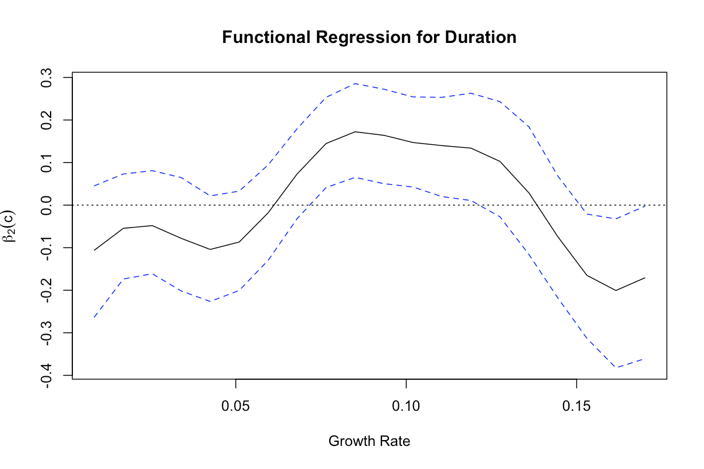 Functional Regression for Duration
β₂(c)
0.3
0.2
0.1
0.0
-0.1
-0.2
-0.3
-0.4
0.05 0.10 0.15
Growth Rate